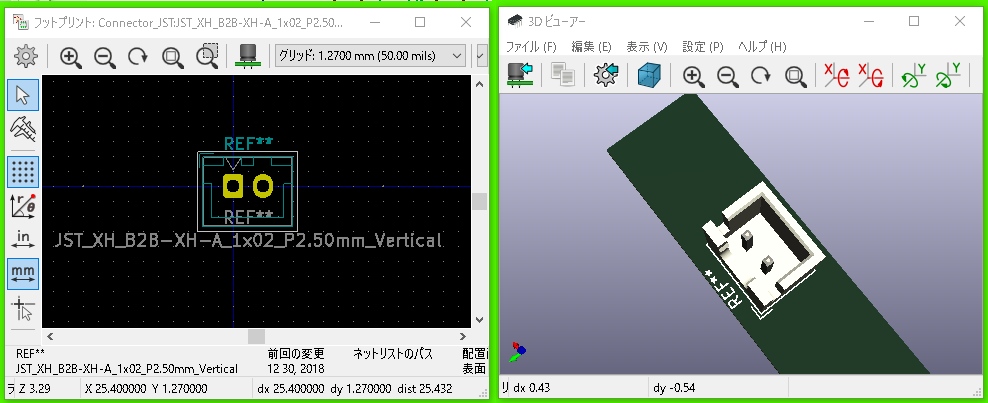 フットプリント: Connector_JST:JST_XH_B2B-XH-A_1x02_P2.50...
グリッド: 1.2700 mm (50.00 mils)
REF**
REF**
JST_XH_B2B-XH-A_1x02_P2.50mm_Vertical
in
mm
REF**
JST_XH_B2B-XH-A_1x02_P2.50mm_Vertical
前回の変更
12 30, 2018
ネットリストのパス
表面
Z 3.29
X 25.400000 Y 1.270000
dx 25.400000 dy 1.270000 dist 25.432
3D ビューアー
ファイル (F) 編集 (E) 表示 (V) 設定 (P) ヘルプ (H)
X X Y Y
REF**
dx 0.43
dy -0.54